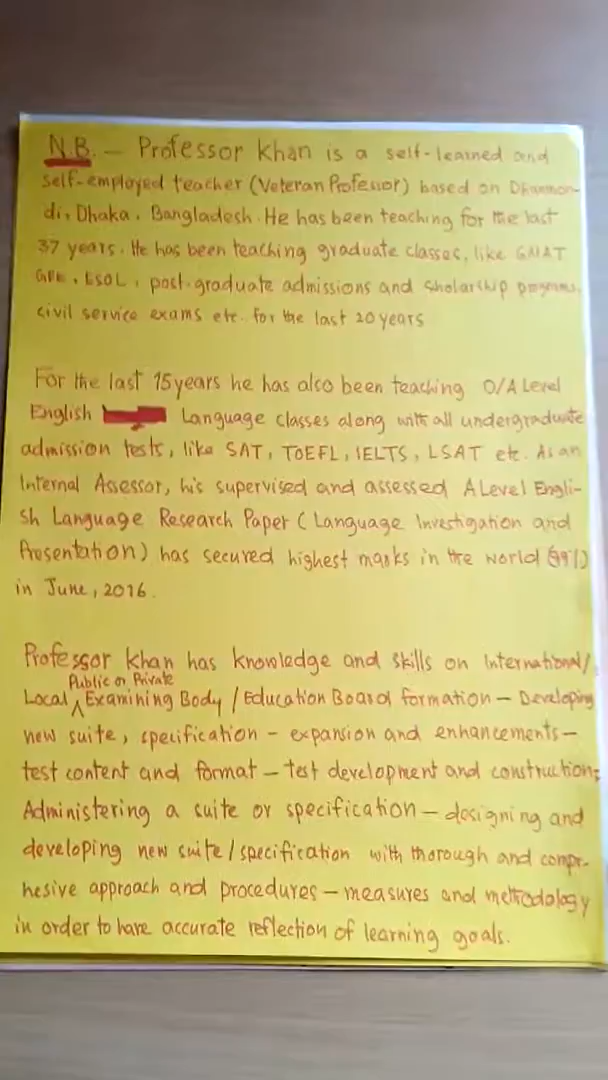 N.B. — Professor Khan is a self-learned and
self-employed teacher (Veteran Professor) based on Dhanmon-
di, Dhaka, Bangladesh. He has been teaching for the last
37 years. He has been teaching graduate classes, like GMAT
GRE, ESOL, post-graduate admissions and scholarship programs,
civil service exams etc. for the last 20 years
For the last 15 years he has also been teaching O/A Level
English Language classes along with all undergraduate
admission tests, like SAT, TOEFL, IELTS, LSAT etc. As an
Internal Assessor, his supervised and assessed A Level Engli-
sh Language Research Paper (Language Investigation and
Presentation) has secured highest marks in the world (99%)
in June, 2016.
Professor Khan has knowledge and skills on International/
Public or Private
Local ^ Examining Body / Education Board formation — Developing
new suite, specification — expansion and enhancements —
test content and format — test development and construction;
Administering a suite or specification — designing and
developing new suite/specification with thorough and compr-
hesive approach and procedures — measures and methodology
in order to have accurate reflection of learning goals.